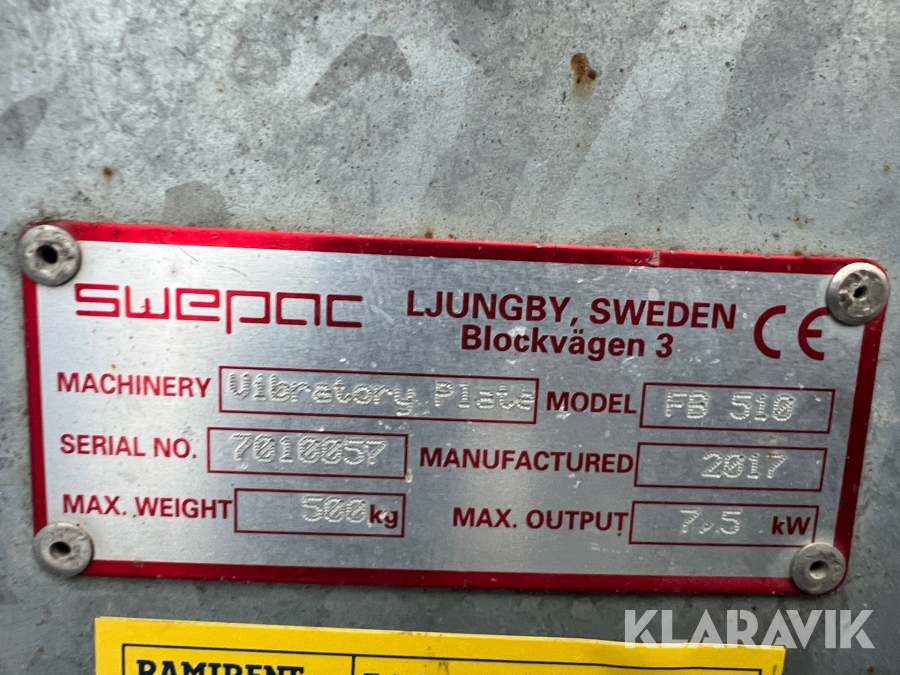 swepac LJUNGBY, SWEDEN CE
Blockvägen 3
MACHINERY Vibratory Plate MODEL FB 510
SERIAL NO. 7010057 MANUFACTURED 2017
MAX. WEIGHT 500 kg MAX. OUTPUT 7,5 kW
KLARAVIK
RAMIRENT